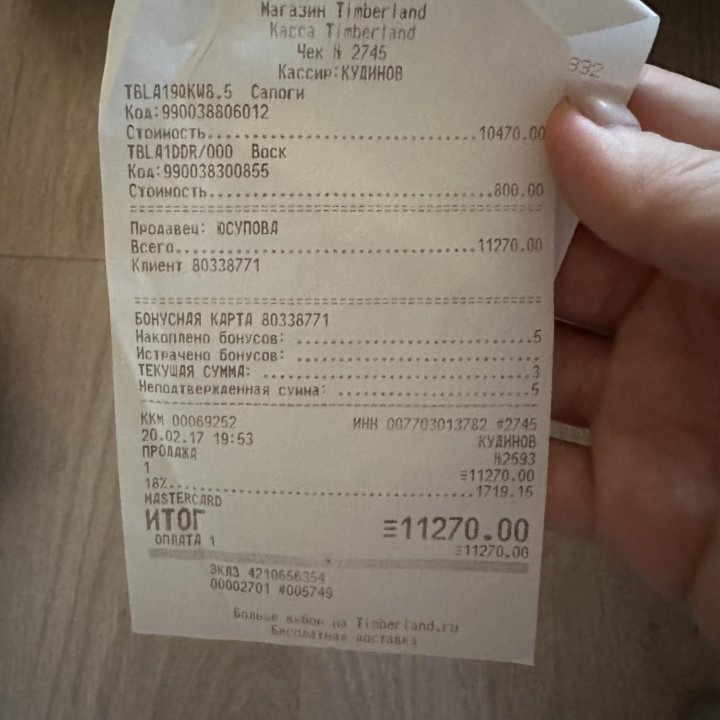 Магазин Timberland
Касса Timberland
Чек № 2745
Кассир:КУДИНОВ
TBLA19QKW8.5 Сапоги
Код:990038806012
Стоимость..........................10470.00
TBLA1DDR/000 Воск
Код:990038300855
Стоимость...........................800.00
Продавец: ЮСУПОВА
Всего..............................11270.00
Клиент 80338771
БОНУСНАЯ КАРТА 80338771
Накоплено бонусов: .....................5
Истрачено бонусов: .....................
ТЕКУЩАЯ СУММА: .........................3
Неподтвержденная сумма: ................5
ККМ 00069252 ИНН 007703013782 #2745
20.02.17 19:53 КУДИНОВ
ПРОДАЖА №2593
1 ≡11270.00
18%................................1719.15
MASTERCARD
ИТОГ ≡11270.00
ОПЛАТА 1 ≡11270.00
ЭКЛЗ 4210656354
00002701 #005749
Больше выбор на Timberland.ru
Бесплатная доставка